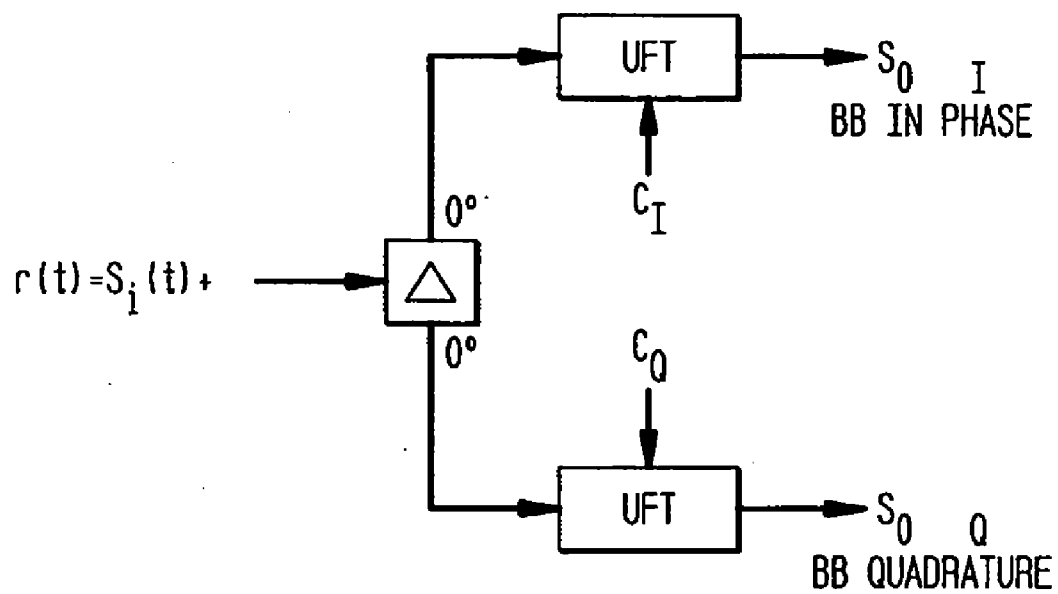 UFT
S0 I
BB IN PHASE
CI
0°
r(t)=Si(t)+
△
0°
CQ
UFT
S0 Q
BB QUADRATURE